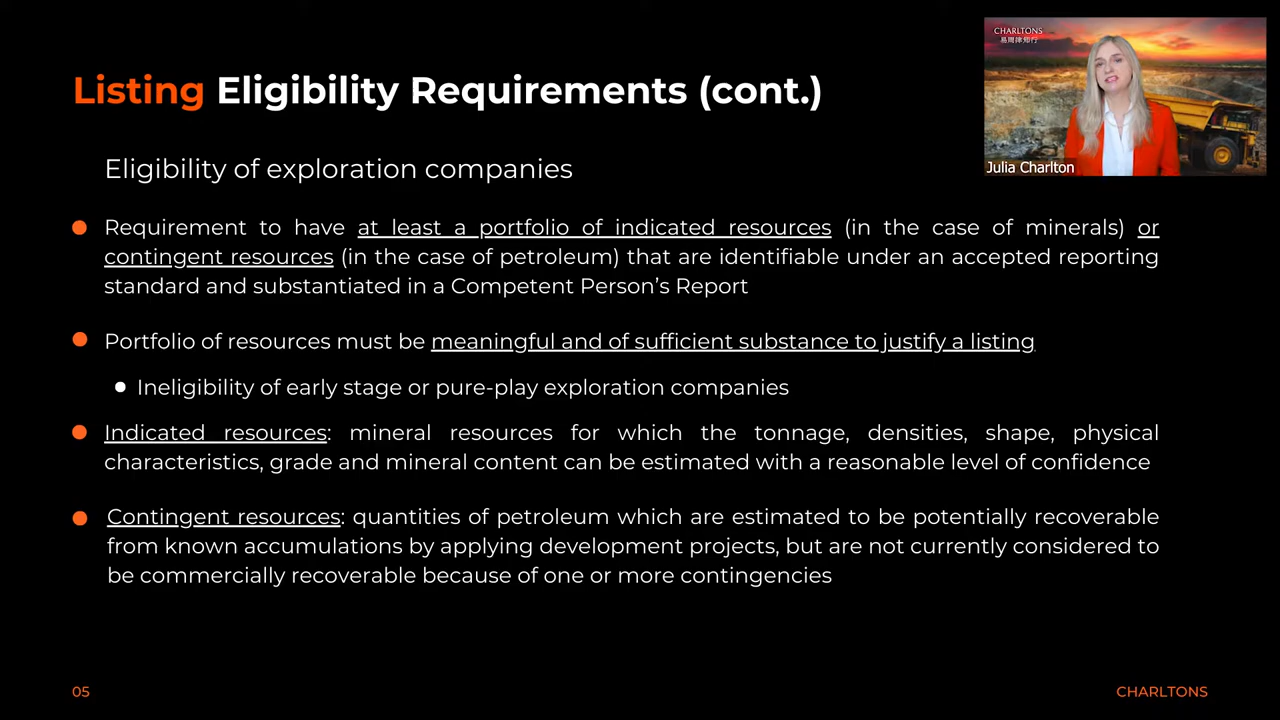 CHARLTONS
易周律知行
Julia Charlton
Listing Eligibility Requirements (cont.)
Eligibility of exploration companies
Requirement to have at least a portfolio of indicated resources (in the case of minerals) or
contingent resources (in the case of petroleum) that are identifiable under an accepted reporting
standard and substantiated in a Competent Person’s Report
Portfolio of resources must be meaningful and of sufficient substance to justify a listing
Ineligibility of early stage or pure-play exploration companies
Indicated resources: mineral resources for which the tonnage, densities, shape, physical
characteristics, grade and mineral content can be estimated with a reasonable level of confidence
Contingent resources: quantities of petroleum which are estimated to be potentially recoverable
from known accumulations by applying development projects, but are not currently considered to
be commercially recoverable because of one or more contingencies
05
CHARLTONS